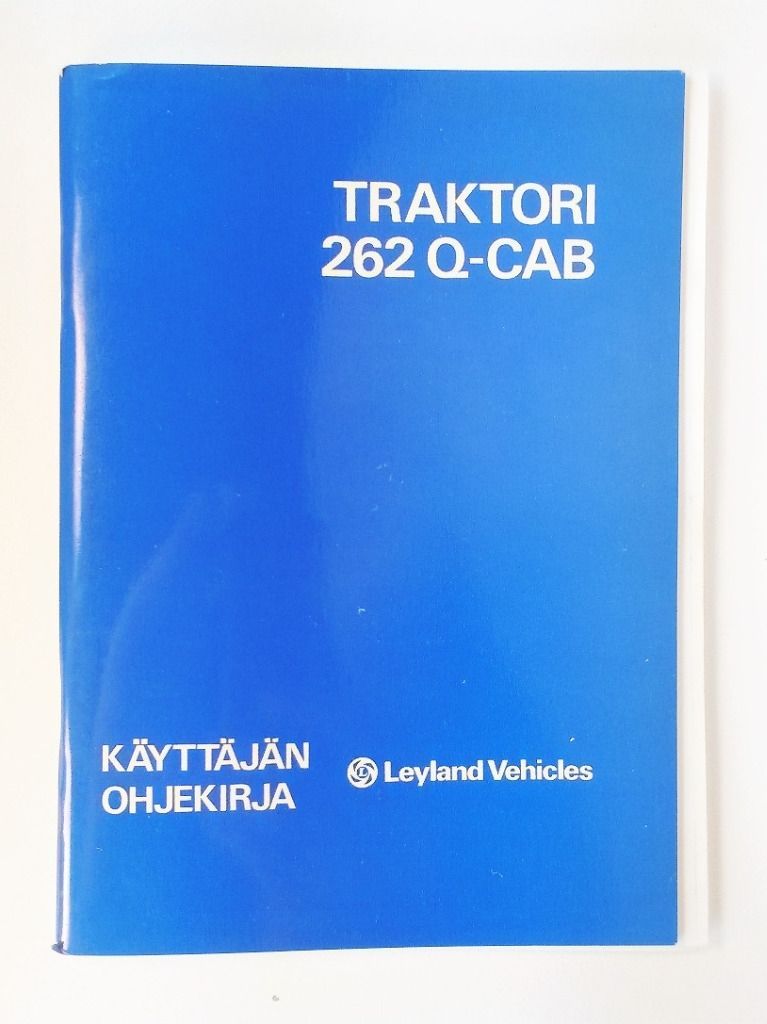 TRAKTORI
262 Q-CAB
KÄYTTÄJÄN
OHJEKIRJA
Leyland Vehicles